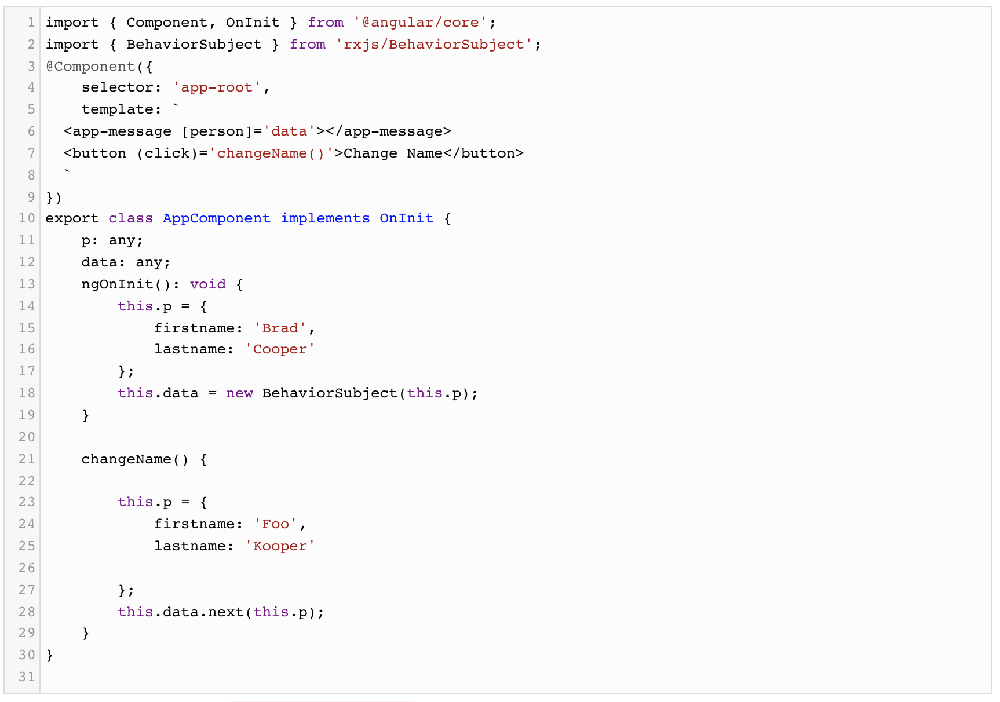 1 import { Component, OnInit } from '@angular/core';
2 import { BehaviorSubject } from 'rxjs/BehaviorSubject';
3 @Component({
4     selector: 'app-root',
5     template: `
6   <app-message [person]='data'></app-message>
7   <button (click)='changeName()'>Change Name</button>
8   `
9 })
10 export class AppComponent implements OnInit {
11     p: any;
12     data: any;
13     ngOnInit(): void {
14         this.p = {
15             firstname: 'Brad',
16             lastname: 'Cooper'
17         };
18         this.data = new BehaviorSubject(this.p);
19     }
20
21     changeName() {
22
23         this.p = {
24             firstname: 'Foo',
25             lastname: 'Kooper'
26
27         };
28         this.data.next(this.p);
29     }
30 }
31